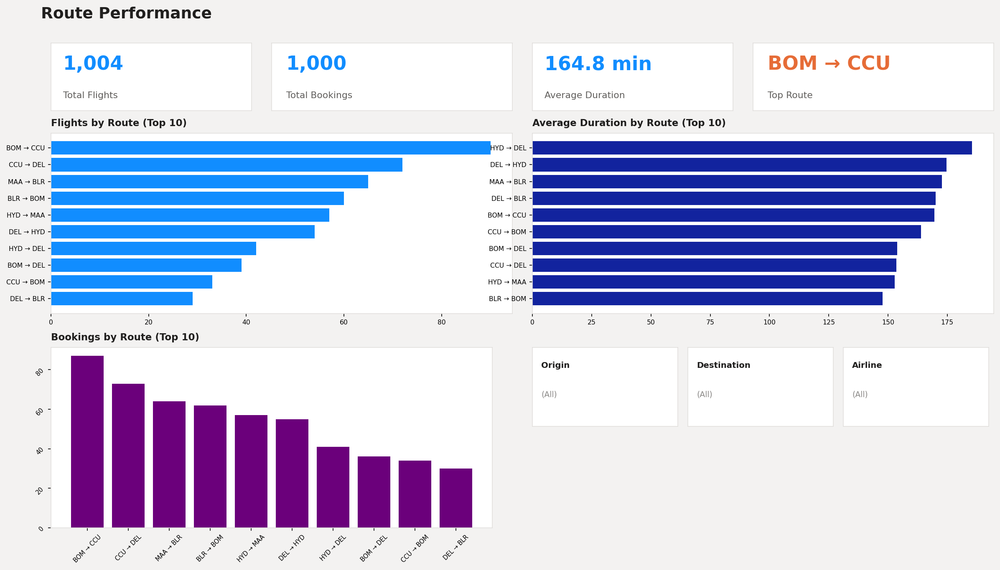 Route Performance
1,004
Total Flights
1,000
Total Bookings
164.8 min
Average Duration
BOM → CCU
Top Route
Flights by Route (Top 10)
BOM → CCU
CCU → DEL
MAA → BLR
BLR → BOM
HYD → MAA
DEL → HYD
HYD → DEL
BOM → DEL
CCU → BOM
DEL → BLR
0 20 40 60 80
Average Duration by Route (Top 10)
HYD → DEL
DEL → HYD
MAA → BLR
DEL → BLR
BOM → CCU
CCU → BOM
BOM → DEL
CCU → DEL
HYD → MAA
BLR → BOM
0 25 50 75 100 125 150 175
Bookings by Route (Top 10)
80
60
40
20
0
BOM → CCU
CCU → DEL
MAA → BLR
BLR → BOM
HYD → MAA
DEL → HYD
HYD → DEL
BOM → DEL
CCU → BOM
DEL → BLR
Origin
(All)
Destination
(All)
Airline
(All)